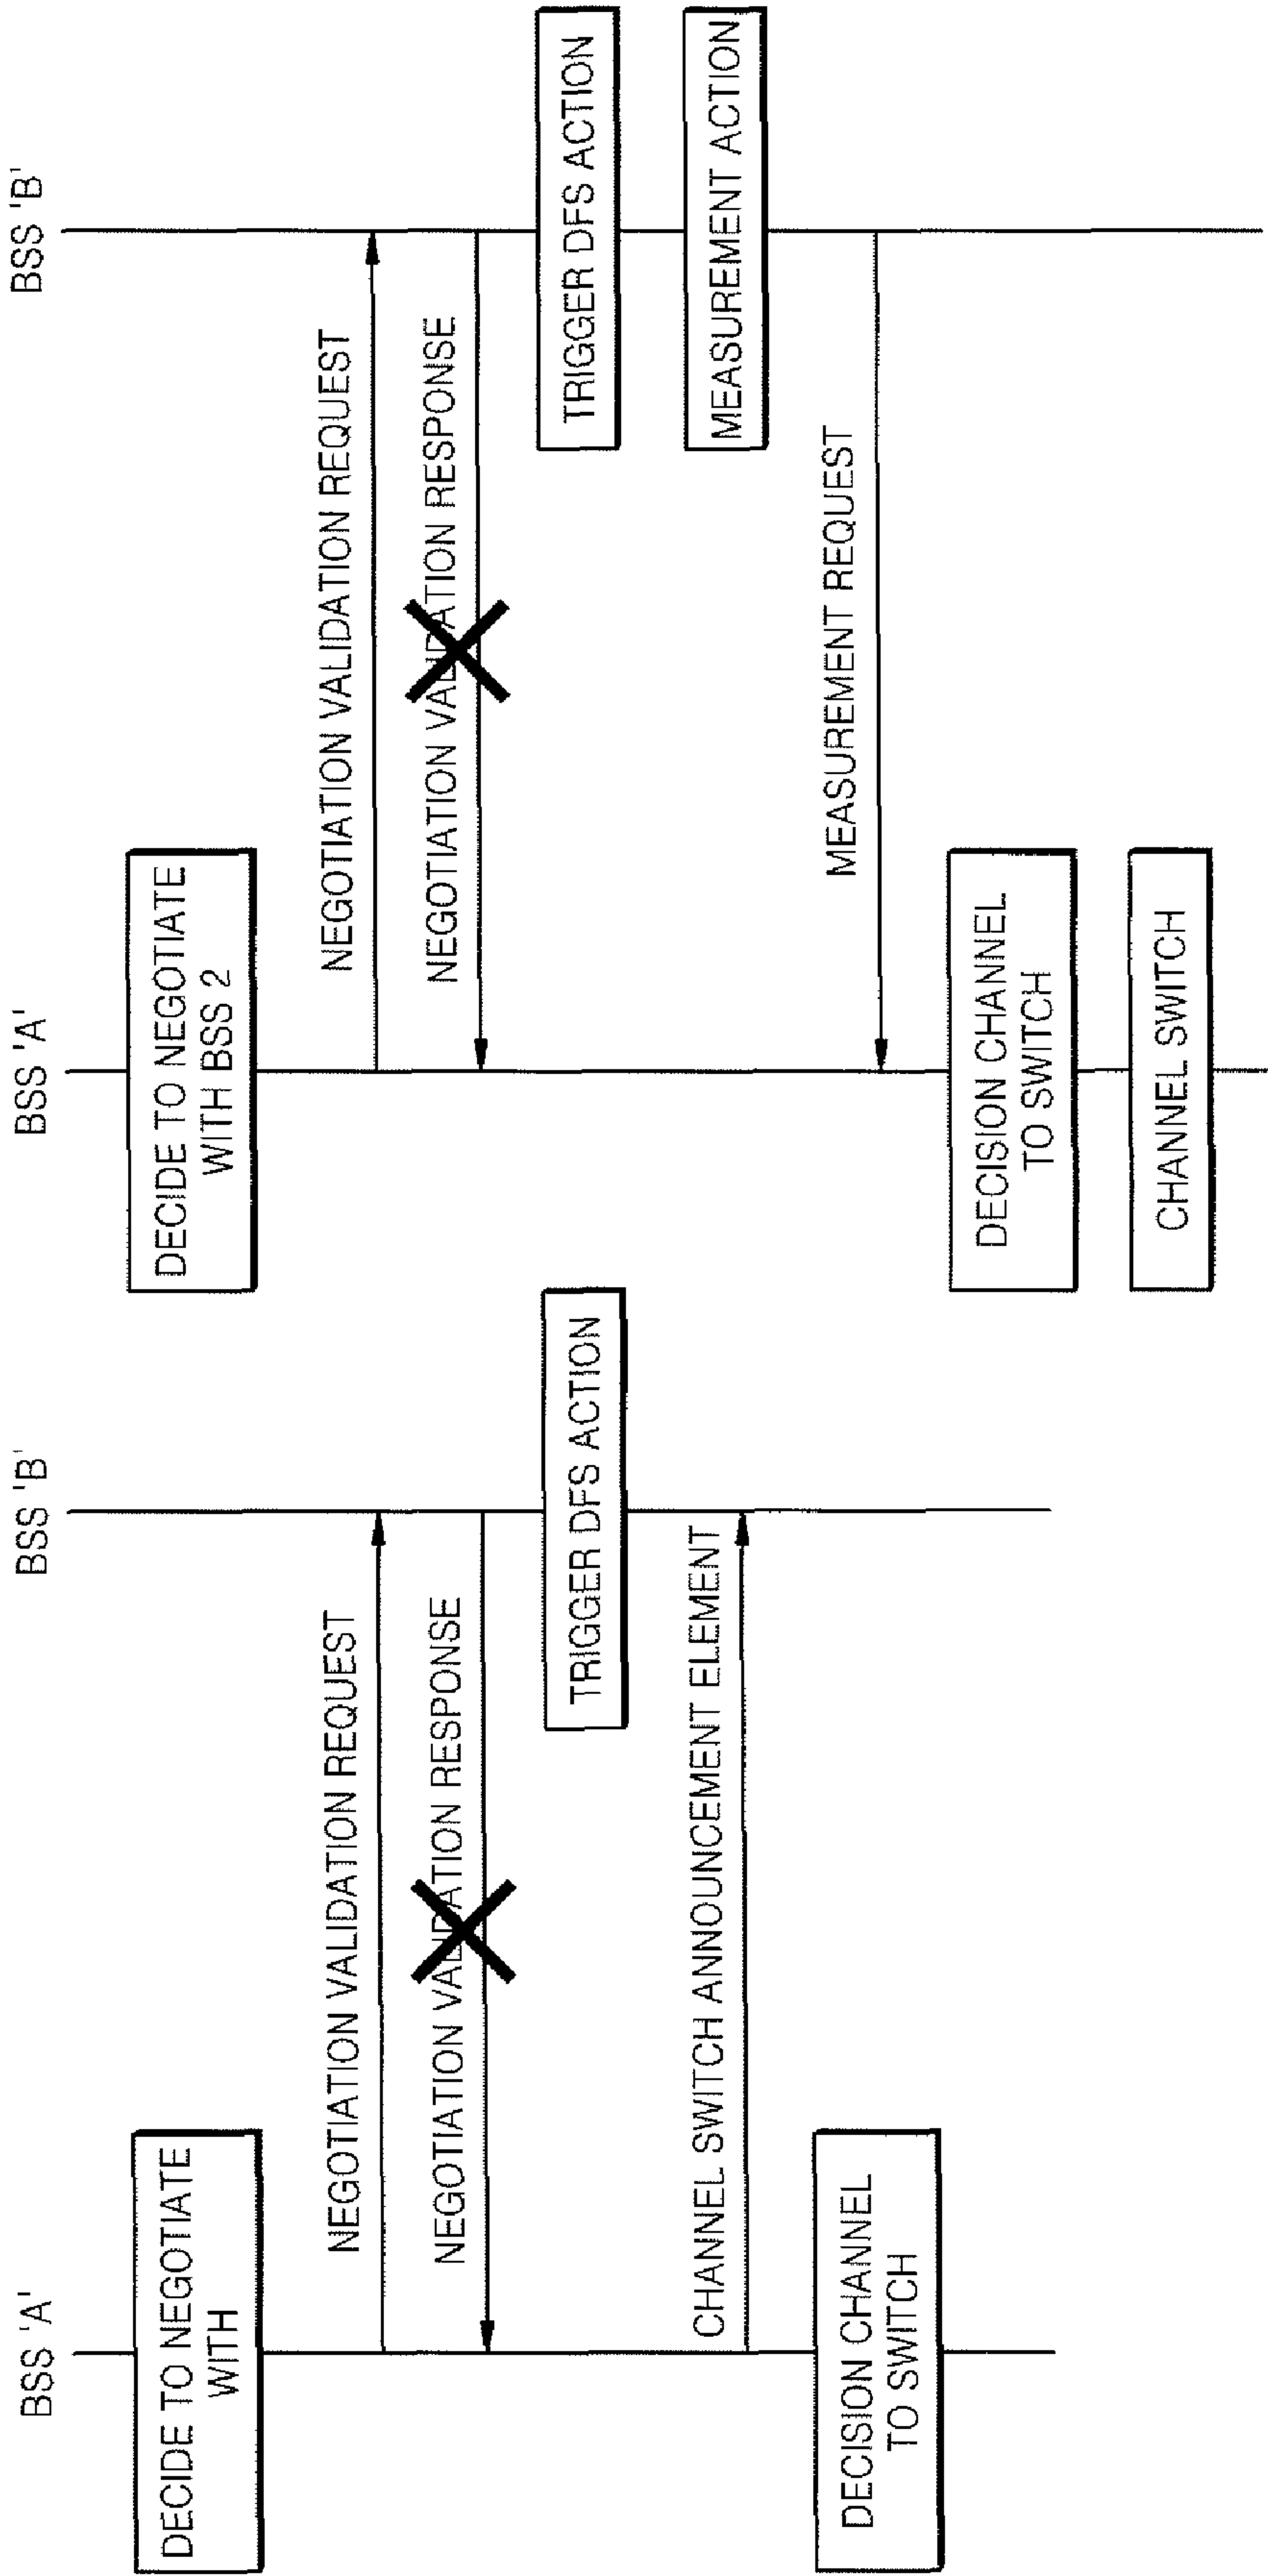 BSS 'A'
BSS 'B'
DECIDE TO NEGOTIATE
WITH
NEGOTIATION VALIDATION REQUEST
NEGOTIATION VALIDATION RESPONSE
TRIGGER DFS ACTION
CHANNEL SWITCH ANNOUNCEMENT ELEMENT
DECISION CHANNEL
TO SWITCH
BSS 'A'
BSS 'B'
DECIDE TO NEGOTIATE
WITH BSS 2
NEGOTIATION VALIDATION REQUEST
NEGOTIATION VALIDATION RESPONSE
TRIGGER DFS ACTION
MEASUREMENT ACTION
MEASUREMENT REQUEST
DECISION CHANNEL
TO SWITCH
CHANNEL SWITCH